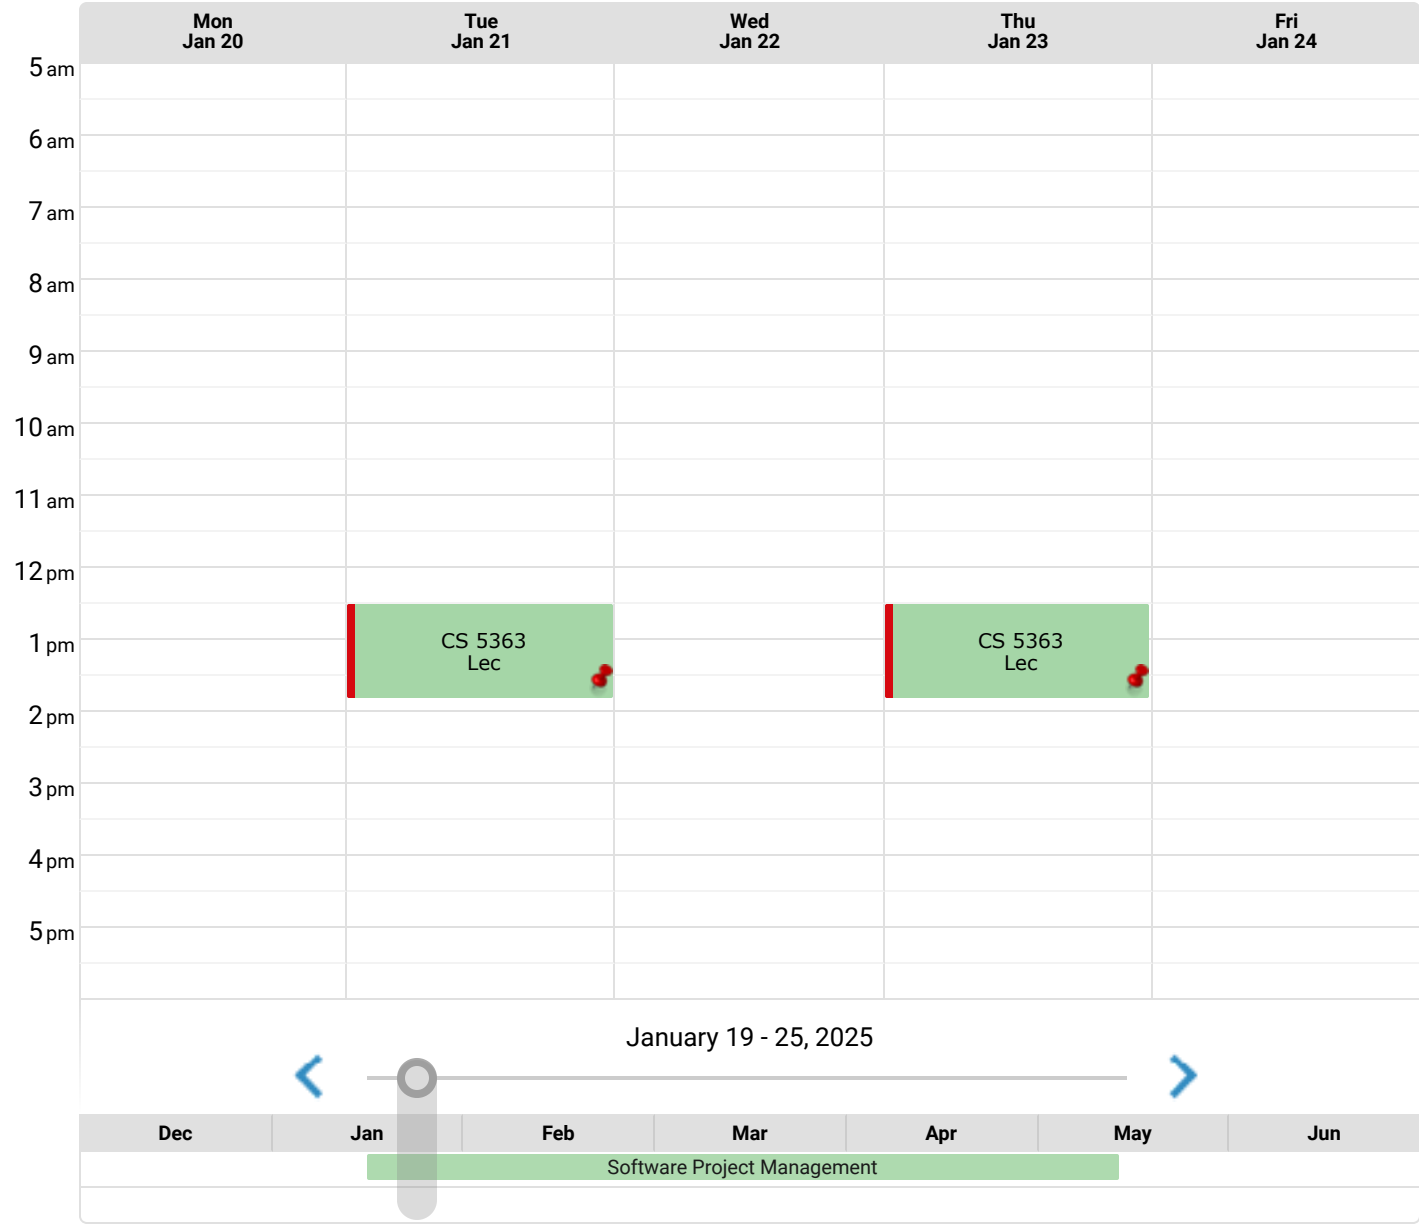 Mon Tue Wed Thu Fri
Jan 20 Jan 21 Jan 22 Jan 23 Jan 24
5 am
6 am
7 am
8 am
9 am
10 am
11 am
12 pm
1 pm
CS 5363 CS 5363
Lec Lec
2 pm
3 pm
4 pm
5 pm
January 19 - 25, 2025
Dec Jan Feb Mar Apr May Jun
Software Project Management